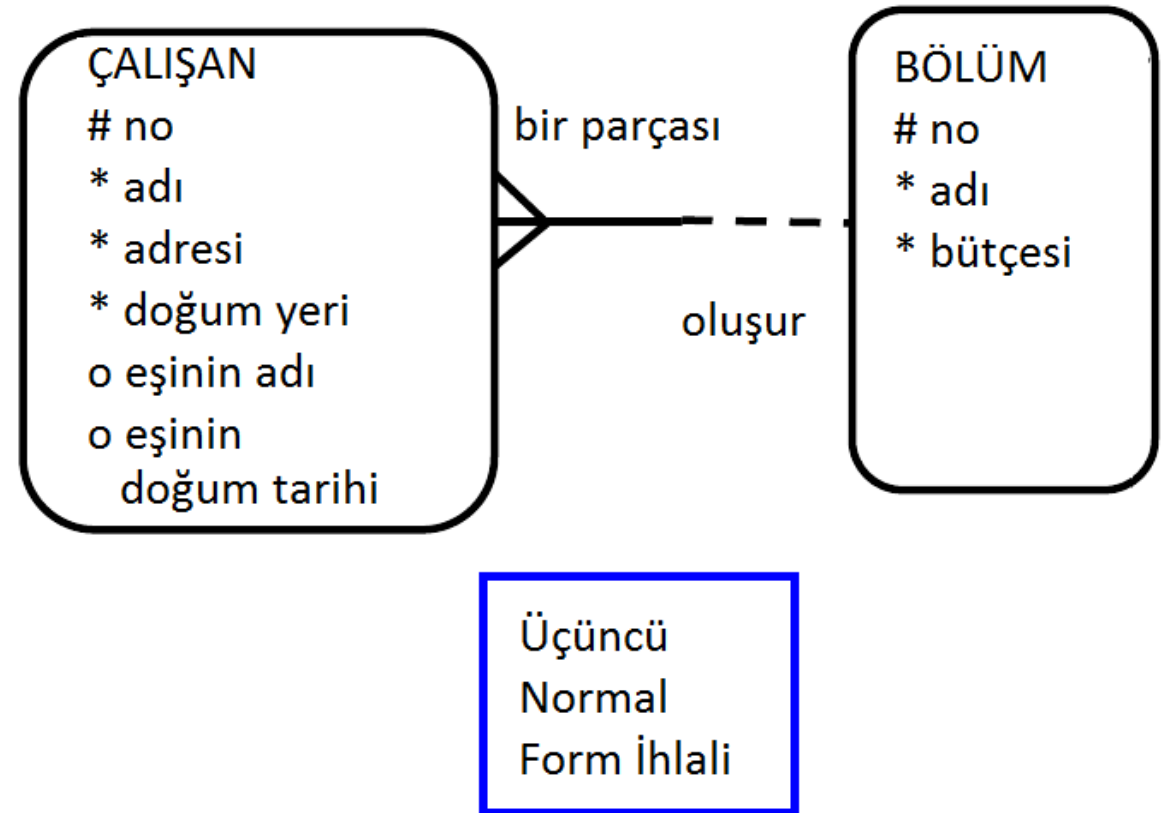 ÇALIŞAN
# no
* adı
* adresi
* doğum yeri
o eşinin adı
o eşinin
doğum tarihi
bir parçası
oluşur
BÖLÜM
# no
* adı
* bütçesi
Üçüncü
Normal
Form İhlali